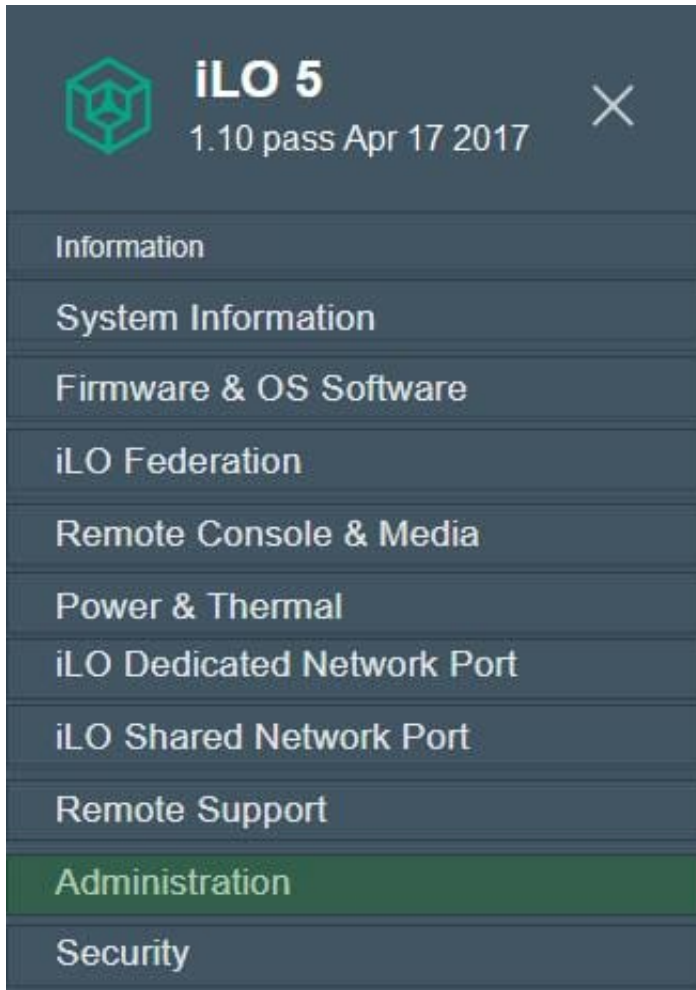 iLO 5
1.10 pass Apr 17 2017
Information
System Information
Firmware & OS Software
iLO Federation
Remote Console & Media
Power & Thermal
iLO Dedicated Network Port
iLO Shared Network Port
Remote Support
Administration
Security